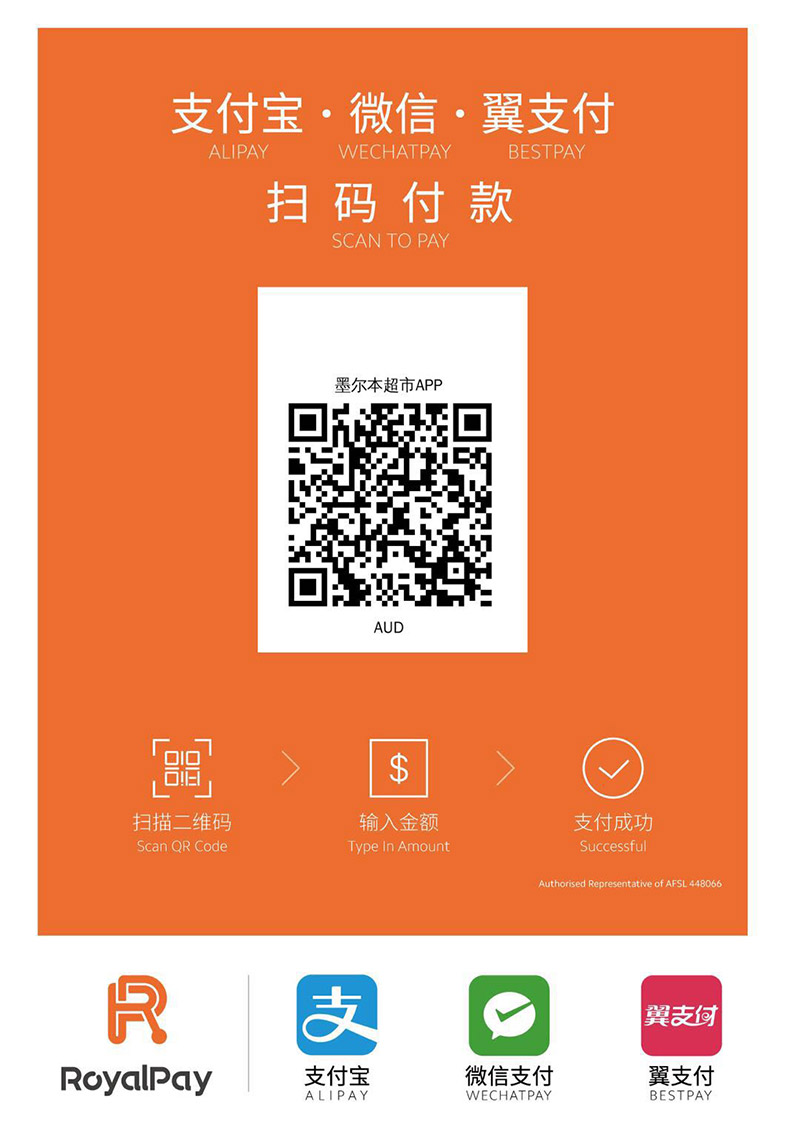 支付宝·微信·翼支付
ALIPAY WECHATPAY BESTPAY
扫码付款
SCAN TO PAY
墨尔本超市APP
AUD
$
扫描二维码 输入金额 支付成功
Scan QR Code Type In Amount Successful
Authorised Representative of AFSL 448066
支 翼支付
RoyalPay 支付宝 微信支付 翼支付
ALIPAY WECHATPAY BESTPAY